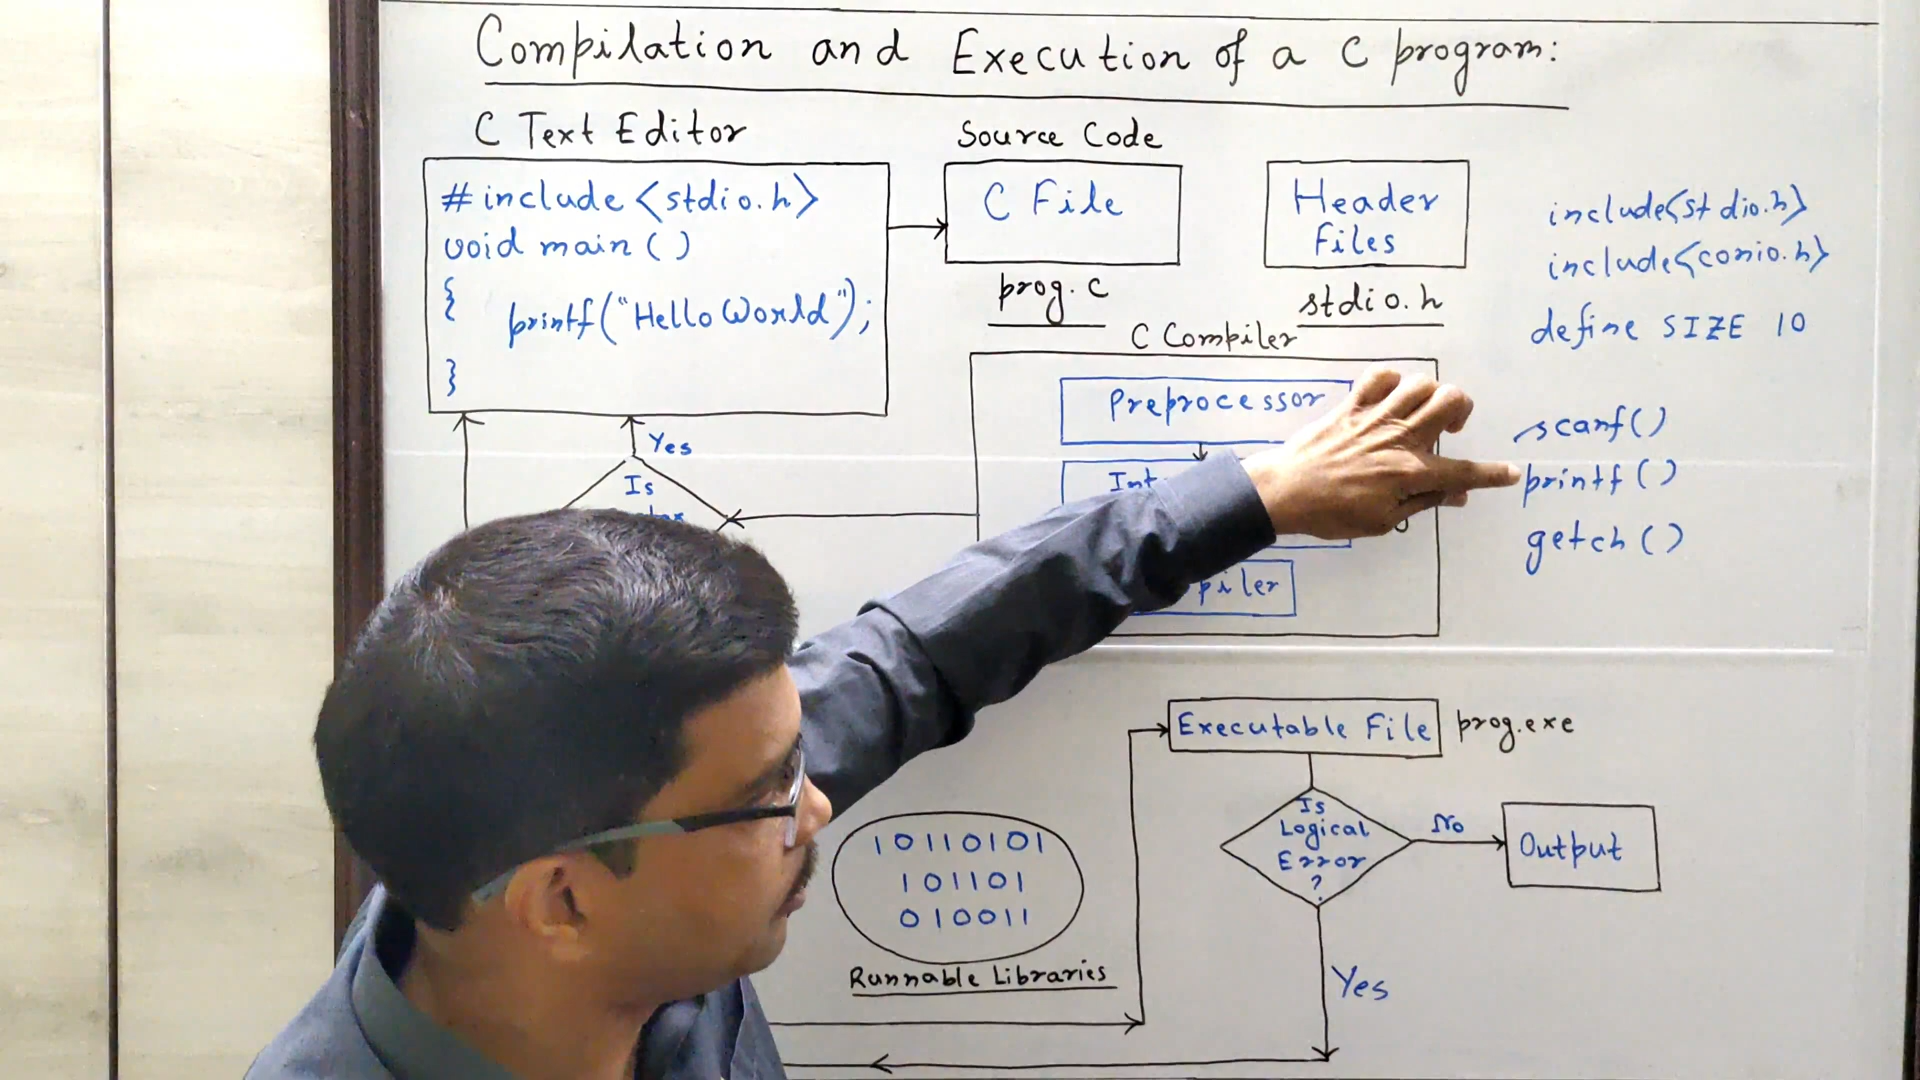 Compilation and Execution of a C program:
C Text Editor
#include <stdio.h>
void main ()
{
printf("Hello World");
}
Source Code
C File
prog.c
Header
Files
stdio.h
include<stdio.h>
include<conio.h>
define SIZE 10
C Compiler
Preprocessor
scanf()
printf()
getch()
Yes
Is
Executable File
prog.exe
Is
Logical
Error
?
No
Output
Yes
10110101
101101
010011
Runnable Libraries